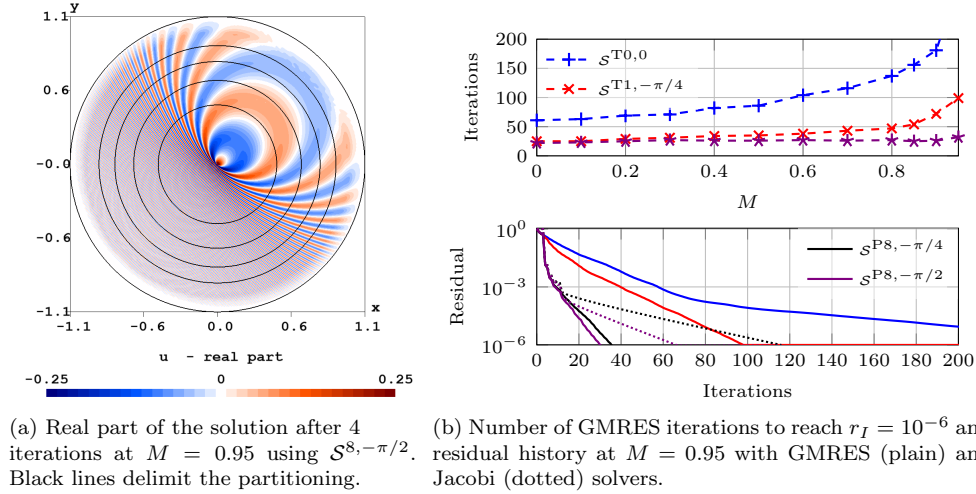 y
1.1
0.6
-0.0
-0.6
-1.1
x
-1.1 -0.6 0.0 0.6 1.1
u - real part
-0.25 0 0.25
(a) Real part of the solution after 4
iterations at M = 0.95 using S^{8,−π/2}.
Black lines delimit the partitioning.
Iterations
200
150
100
50
0
S^{T0,0}
S^{T1,−π/4}
0 0.2 0.4 0.6 0.8
M
Residual
10^0
10^{−3}
10^{−6}
S^{P8,−π/4}
S^{P8,−π/2}
0 20 40 60 80 100 120 140 160 180 200
Iterations
(b) Number of GMRES iterations to reach r_I = 10^{−6} an
residual history at M = 0.95 with GMRES (plain) an
Jacobi (dotted) solvers.